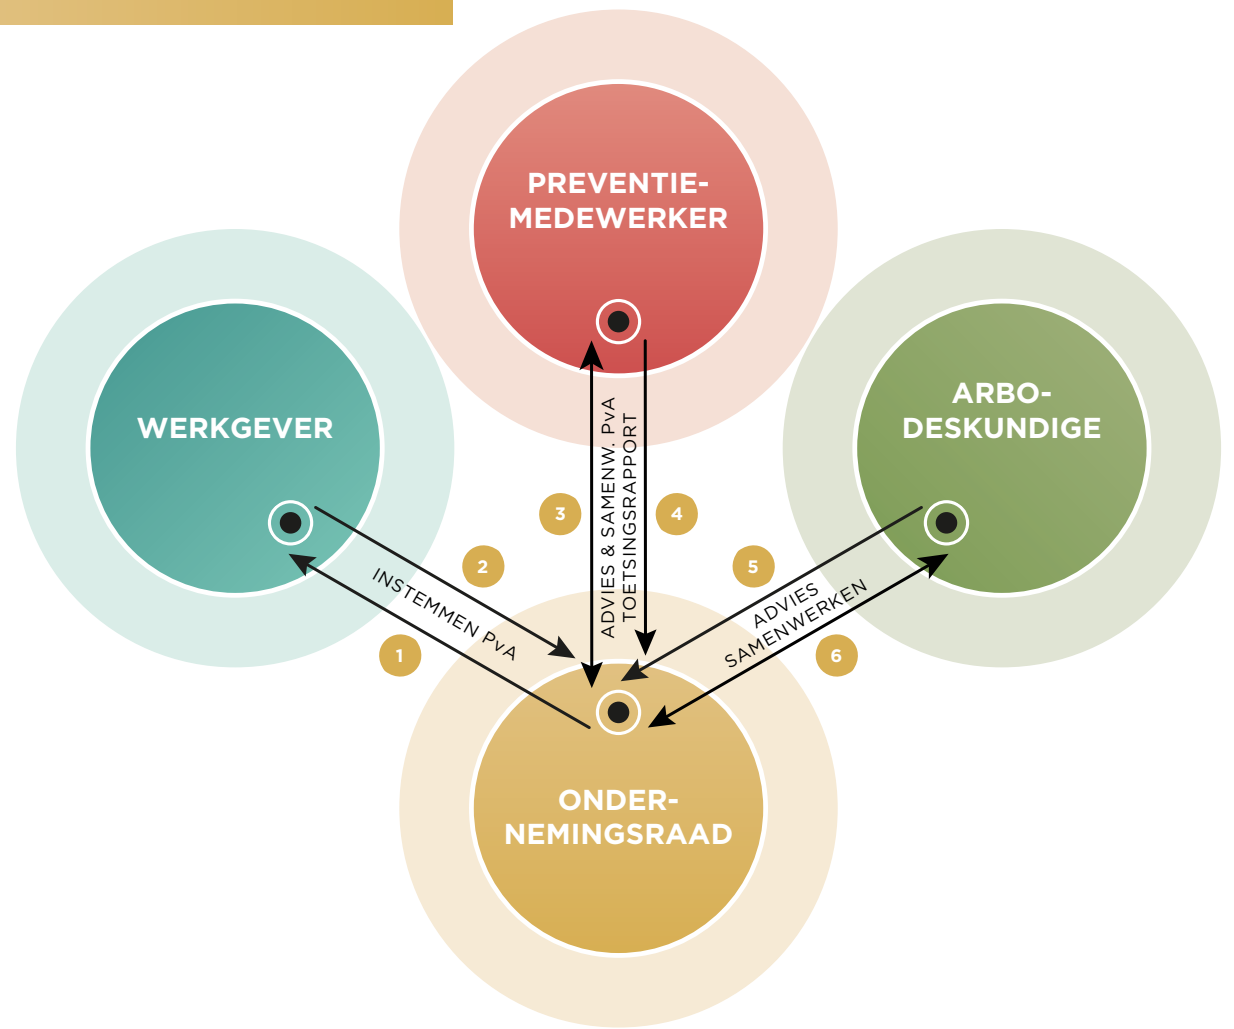 PREVENTIE-
MEDEWERKER
WERKGEVER
ARBO-
DESKUNDIGE
3
ADVIES & SAMENW. PvA
TOETSINGSRAPPORT
4
2
INSTEMMEN PvA
1
5
ADVIES
SAMENWERKEN
6
ONDER-
NEMINGSRAAD